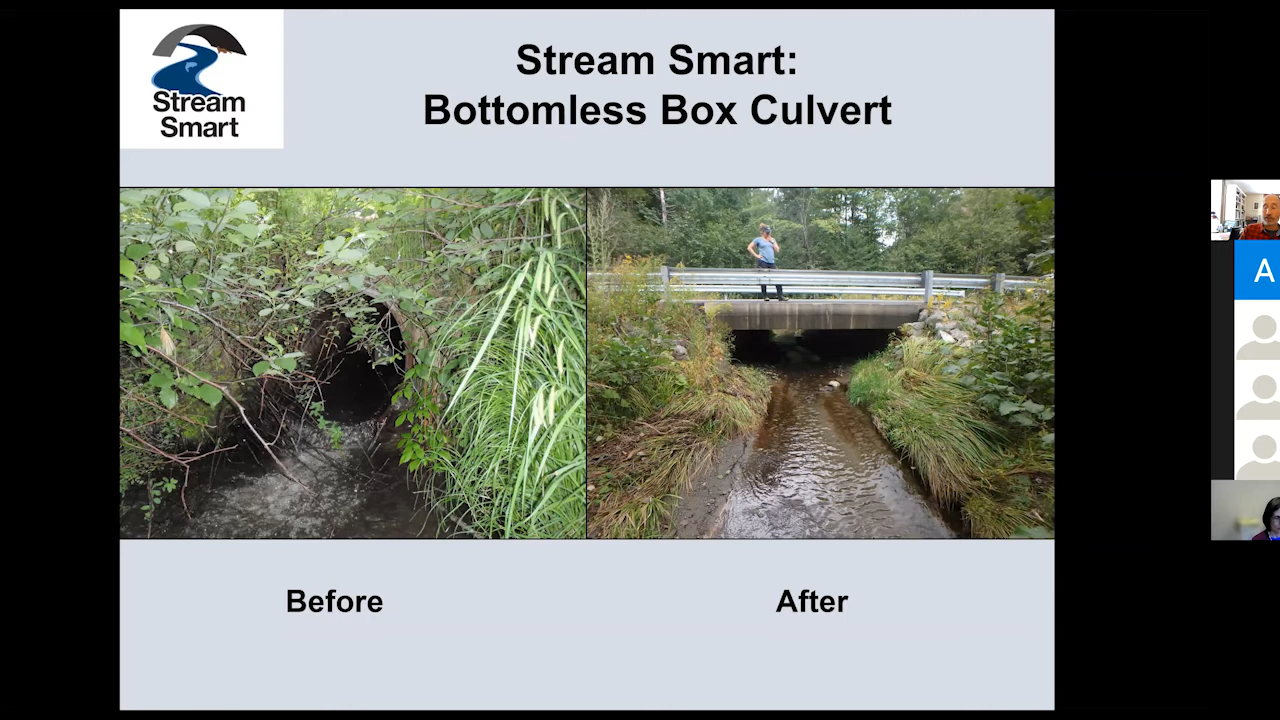 Stream
Smart
Stream Smart:
Bottomless Box Culvert
Before
After
A